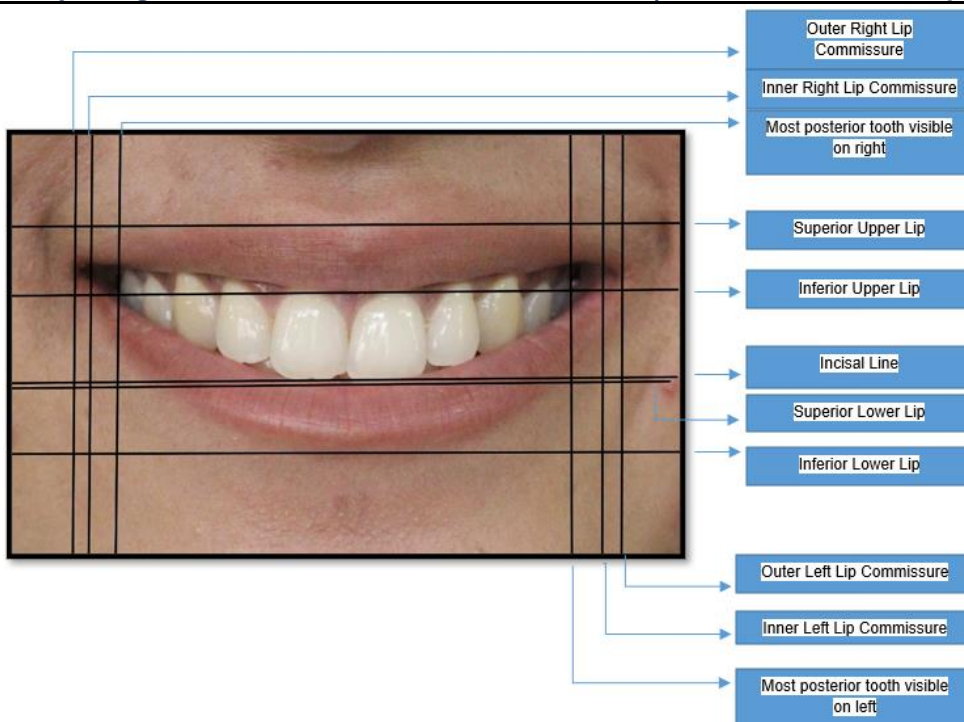 Outer Right Lip
Commissure
Inner Right Lip Commissure
Most posterior tooth visible
on right
Superior Upper Lip
Inferior Upper Lip
Incisal Line
Superior Lower Lip
Inferior Lower Lip
Outer Left Lip Commissure
Inner Left Lip Commissure
Most posterior tooth visible
on left